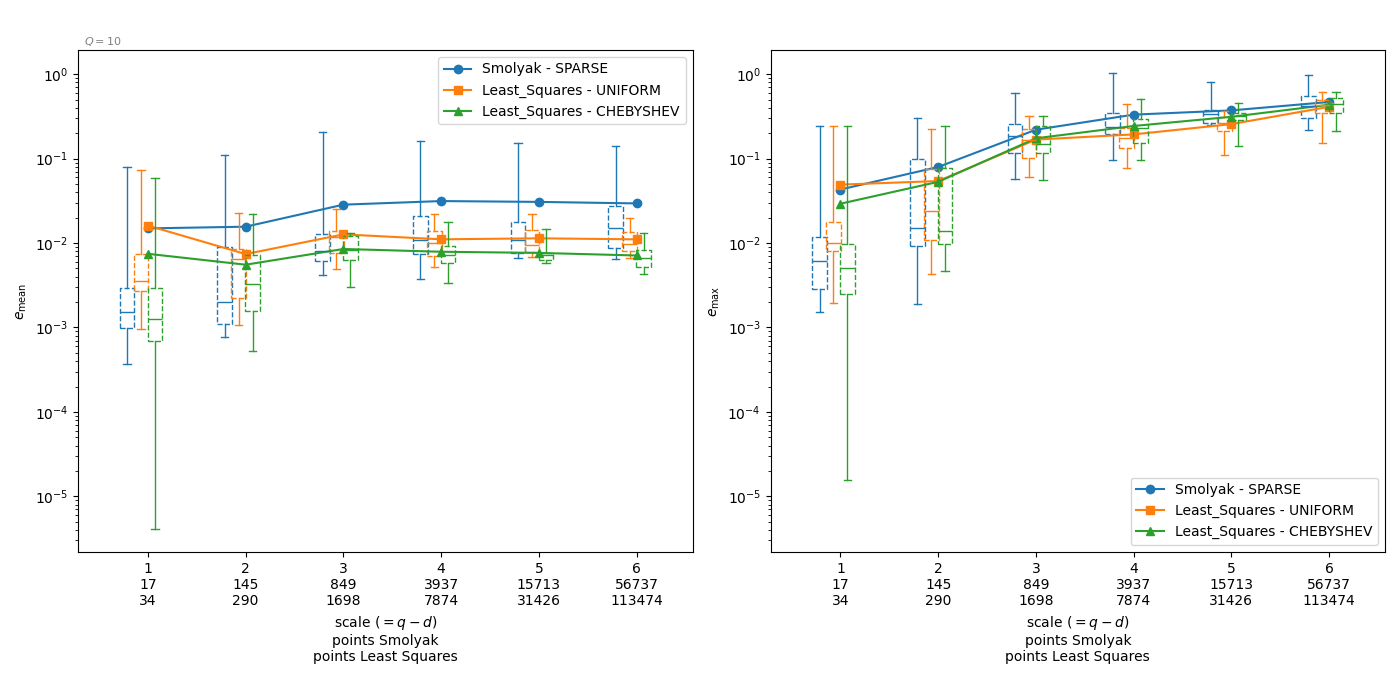 Q = 10
10⁰
10⁻¹
10⁻²
10⁻³
10⁻⁴
10⁻⁵
e_mean
Smolyak - SPARSE
Least_Squares - UNIFORM
Least_Squares - CHEBYSHEV
1 2 3 4 5 6
17 145 849 3937 15713 56737
34 290 1698 7874 31426 113474
scale (= q − d)
points Smolyak
points Least Squares
10⁰
10⁻¹
10⁻²
10⁻³
10⁻⁴
10⁻⁵
e_max
Smolyak - SPARSE
Least_Squares - UNIFORM
Least_Squares - CHEBYSHEV
1 2 3 4 5 6
17 145 849 3937 15713 56737
34 290 1698 7874 31426 113474
scale (= q − d)
points Smolyak
points Least Squares